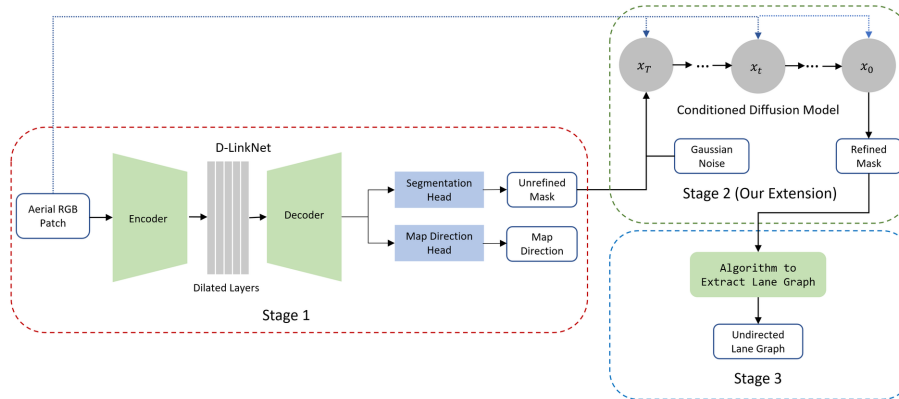 D-LinkNet
Aerial RGB
Patch
Encoder
Dilated Layers
Decoder
Segmentation
Head
Unrefined
Mask
Map Direction
Head
Map
Direction
Stage 1
x_T
...
x_t
...
x_0
Conditioned Diffusion Model
Gaussian
Noise
Refined
Mask
Stage 2 (Our Extension)
Algorithm to
Extract Lane Graph
Undirected
Lane Graph
Stage 3